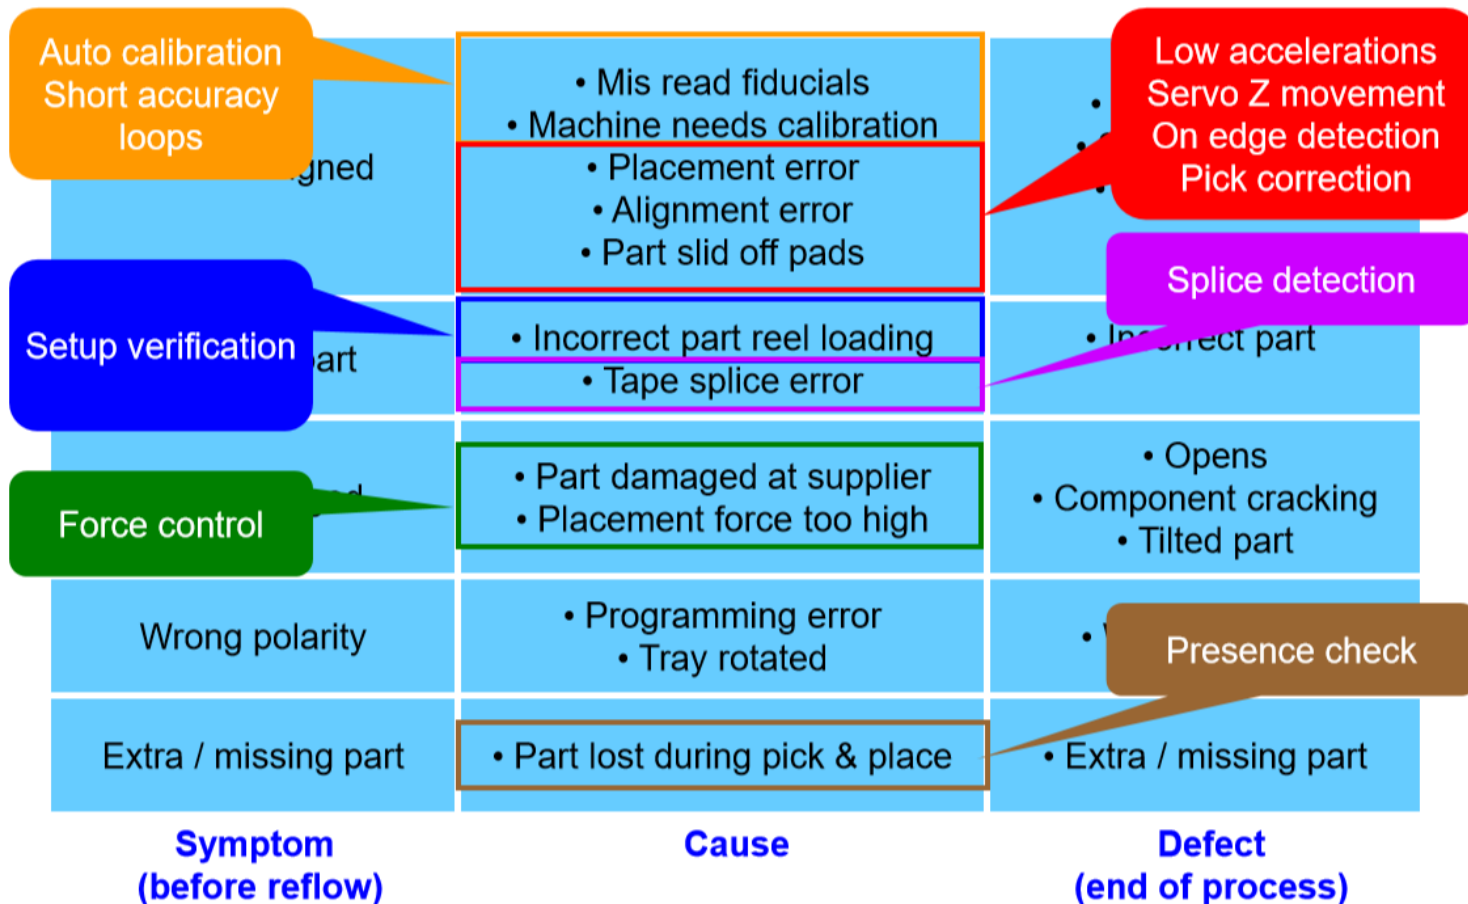 Auto calibration
Short accuracy
loops
• Mis read fiducials
• Machine needs calibration
• Placement error
• Alignment error
• Part slid off pads
Low accelerations
Servo Z movement
On edge detection
Pick correction
Setup verification
part
• Incorrect part reel loading
• Tape splice error
Splice detection
• Incorrect part
Force control
• Part damaged at supplier
• Placement force too high
• Opens
• Component cracking
• Tilted part
Wrong polarity
• Programming error
• Tray rotated
Presence check
Extra / missing part
• Part lost during pick & place
• Extra / missing part
Symptom
(before reflow)
Cause
Defect
(end of process)